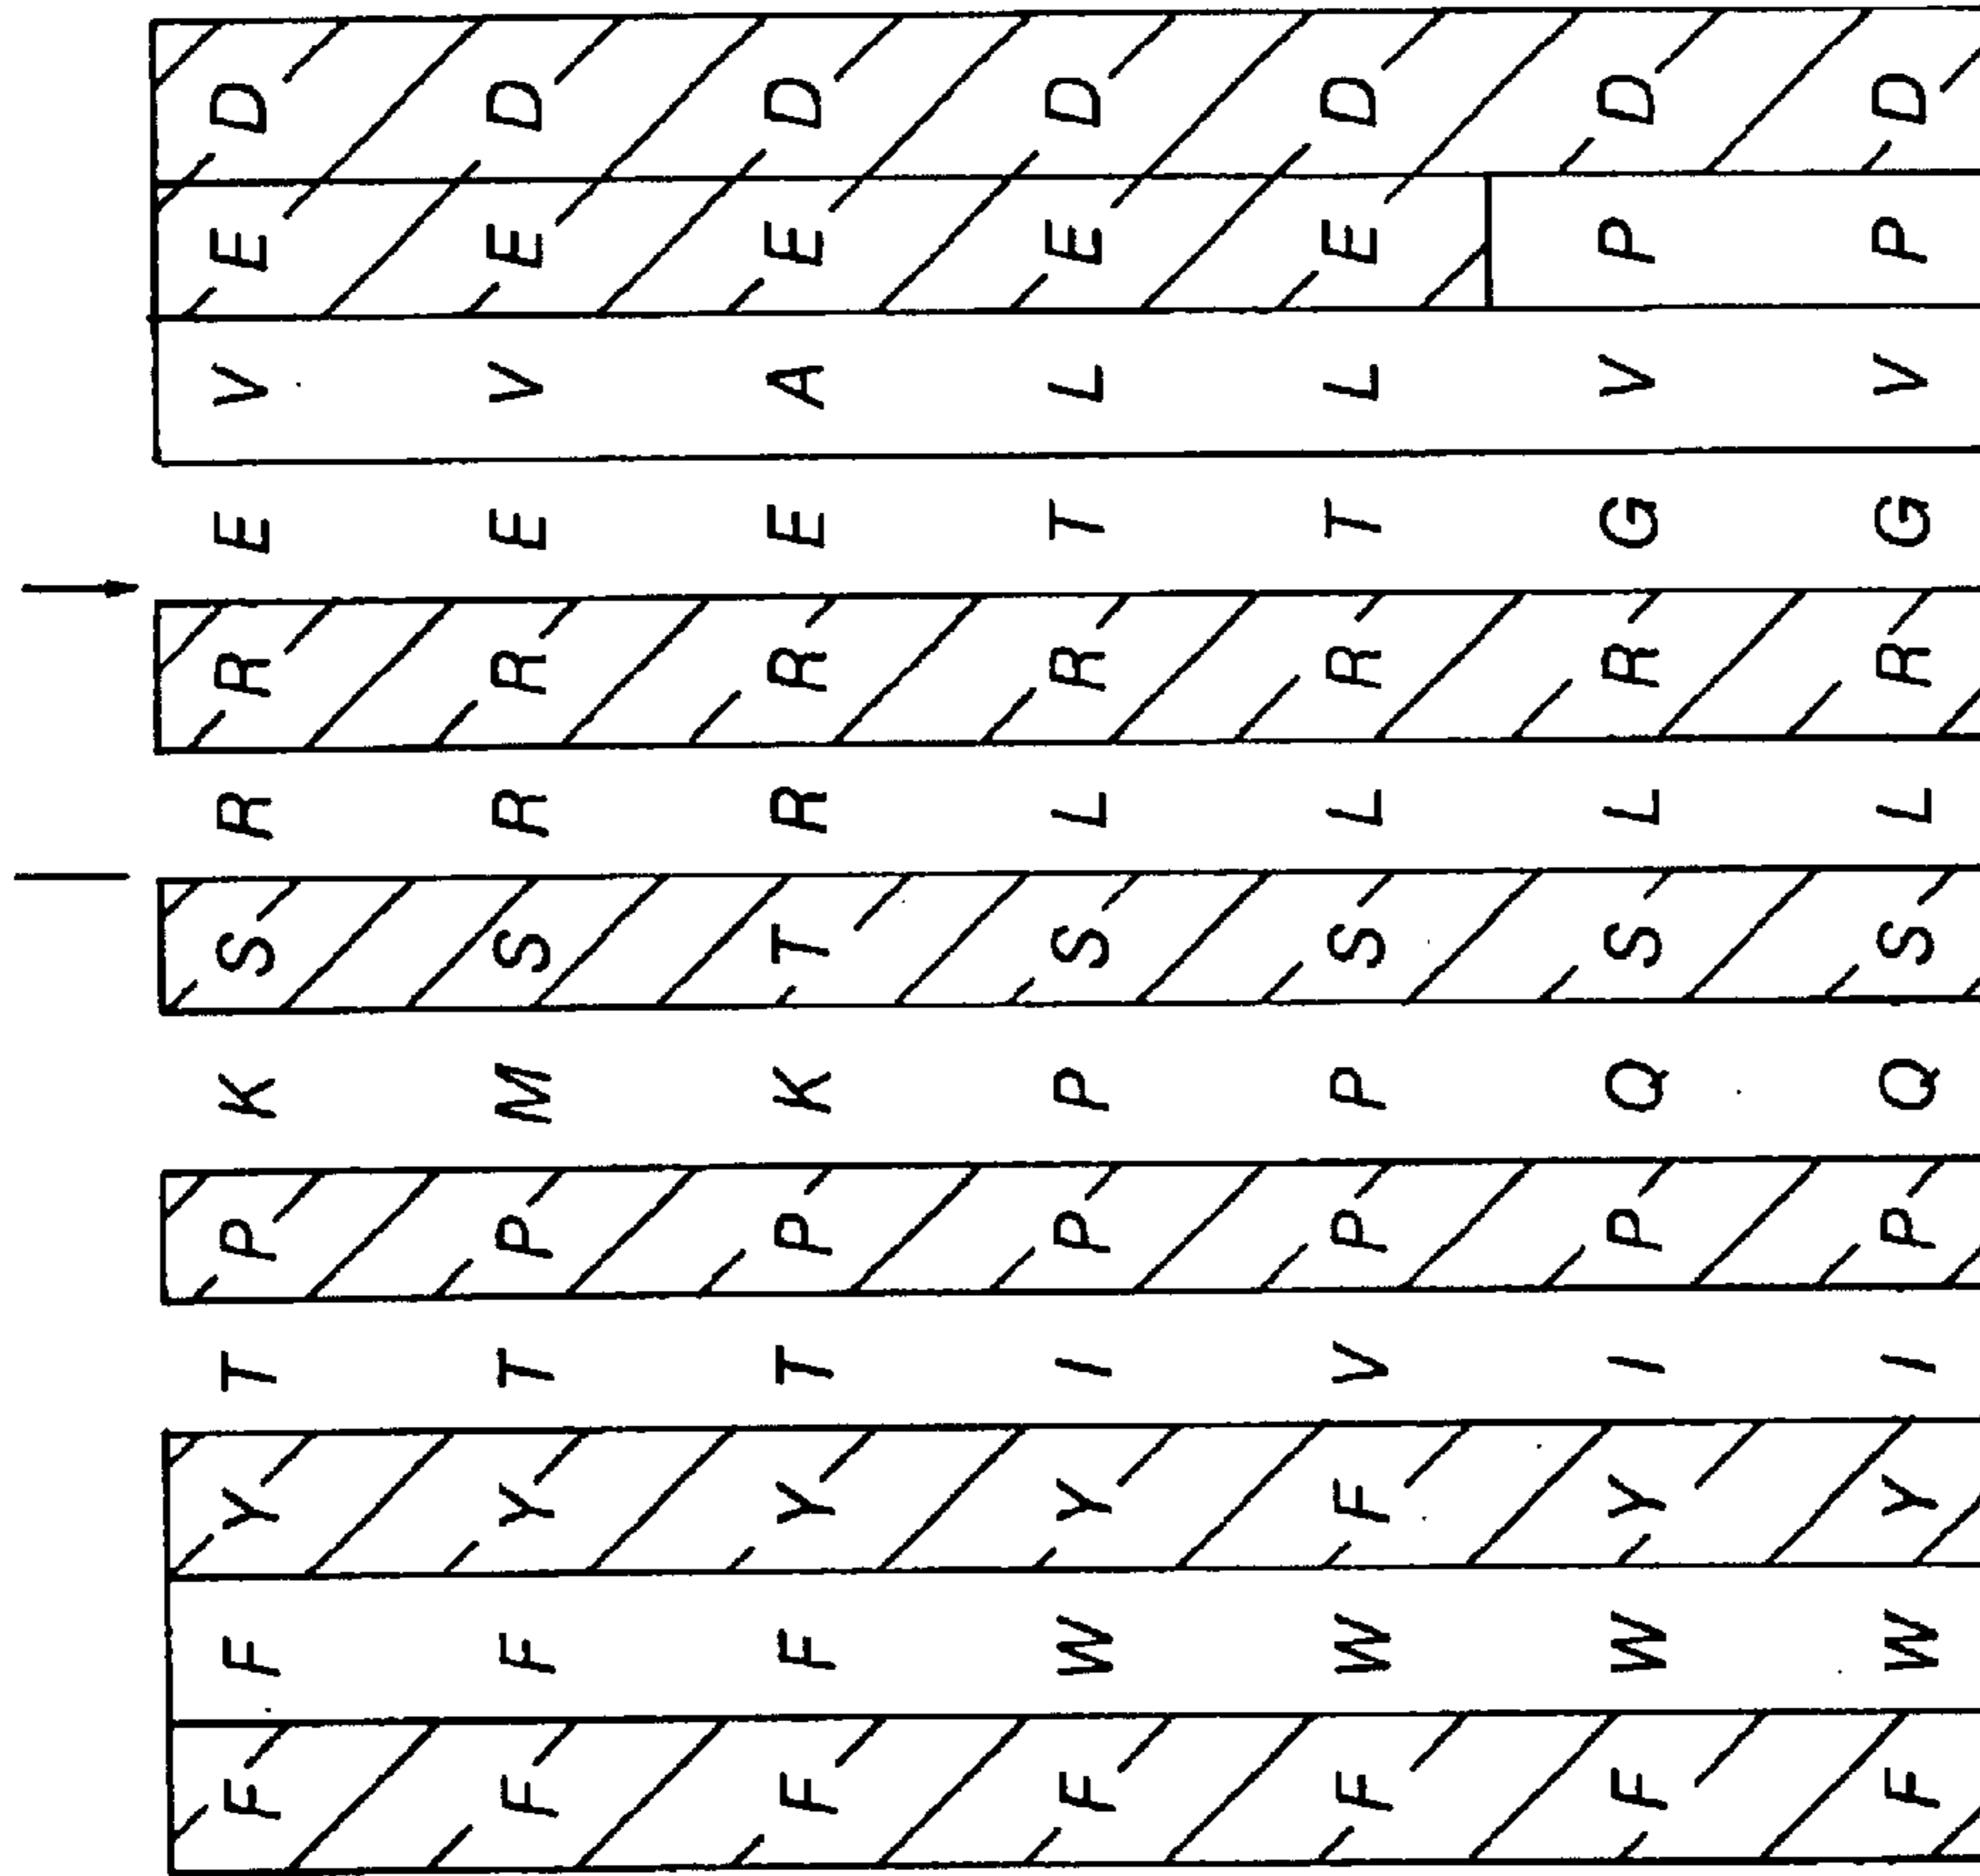 F F Y T P K S R R E V E D
F F Y T P M S R R E V E D
F F Y T P K T R R E A E D
F W Y I P P S L R T L E D
F W F V P P S L R T L E D
F W Y I P Q S L R G V P D
F W Y I P Q S L R G V P D